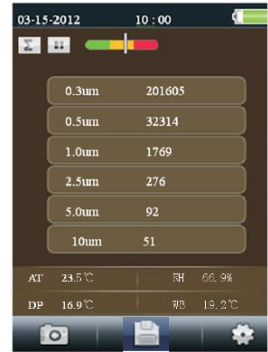 03-15-2012 10 : 00
Σ
0.3um 201605
0.5um 32314
1.0um 1769
2.5um 276
5.0um 92
10um 51
AT 23.5℃ RH 66.9%
DP 16.9℃ WB 19.2℃